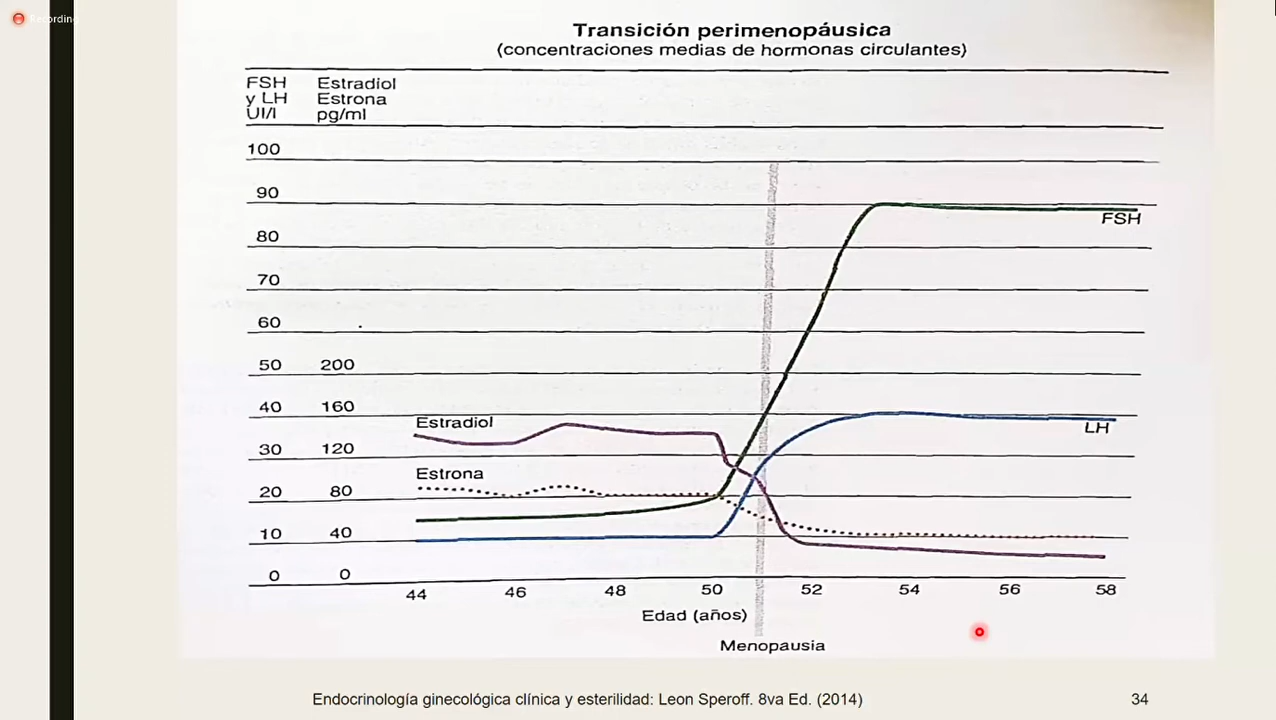 Recording
Transición perimenopáusica
(concentraciones medias de hormonas circulantes)
FSH Estradiol
y LH Estrona
UI/l pg/ml
100
90
80
70
60
50 200
40 160
Estradiol
LH
30 120
Estrona
20 80
10 40
0 0
FSH
44 46 48 50 52 54 56 58
Edad (años)
Menopausia
Endocrinología ginecológica clínica y esterilidad: Leon Speroff. 8va Ed. (2014)
34